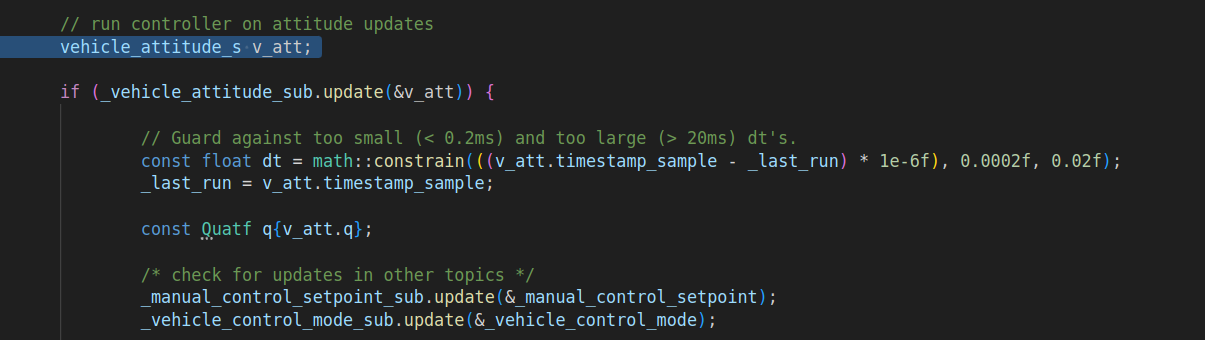 // run controller on attitude updates
vehicle_attitude_s v_att;
if (_vehicle_attitude_sub.update(&v_att)) {
// Guard against too small (< 0.2ms) and too large (> 20ms) dt's.
const float dt = math::constrain(((v_att.timestamp_sample - _last_run) * 1e-6f), 0.0002f, 0.02f);
_last_run = v_att.timestamp_sample;
const Quatf q{v_att.q};
/* check for updates in other topics */
_manual_control_setpoint_sub.update(&_manual_control_setpoint);
_vehicle_control_mode_sub.update(&_vehicle_control_mode);